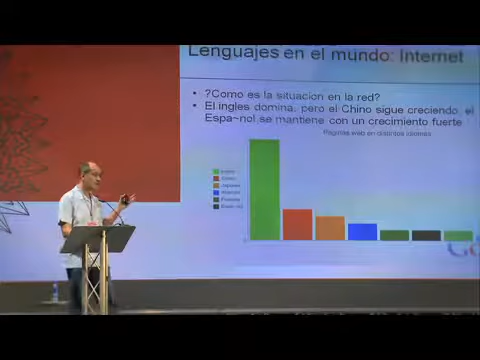 Lenguajes en el mundo: Internet
• ?Como es la situacion en la red?
• El ingles domina, pero el Chino sigue creciendo, el
Espa~nol se mantiene con un crecimiento fuerte
Paginas web en distintos idiomas